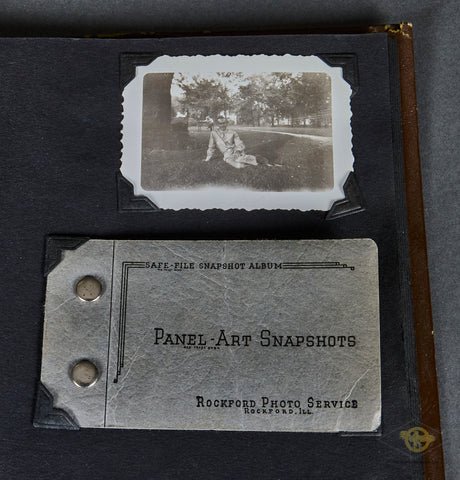 SAFE-FILE SNAPSHOT ALBUM
PANEL-ART SNAPSHOTS
ROCKFORD PHOTO SERVICE
ROCKFORD, ILL.